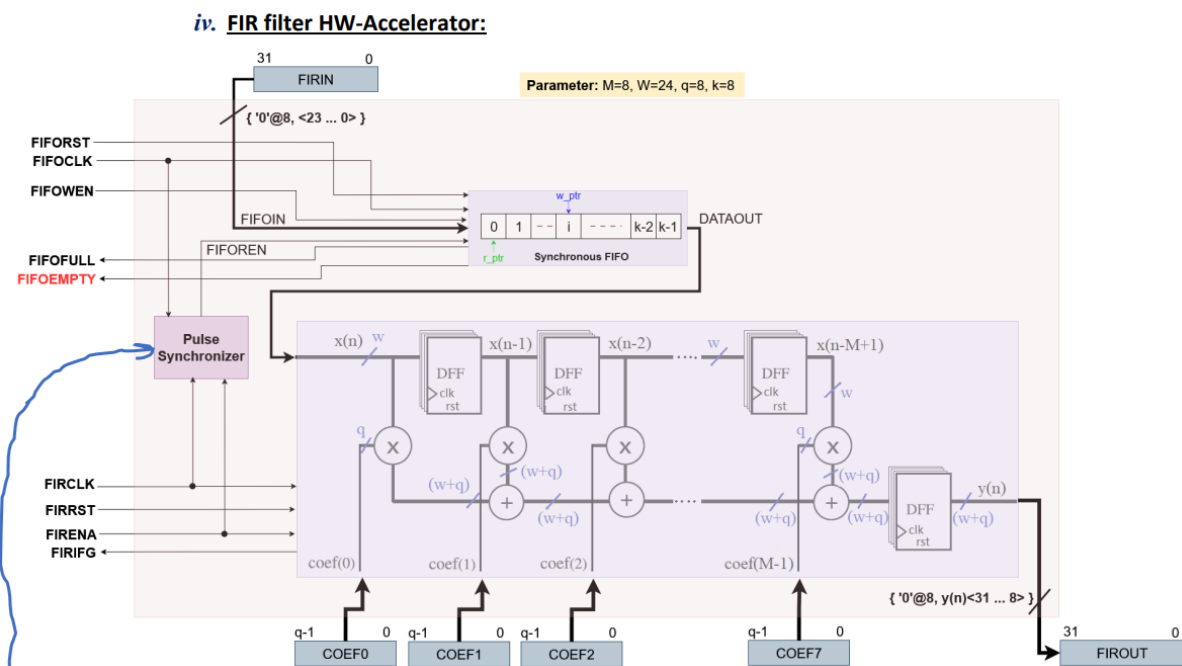 iv. FIR filter HW-Accelerator:
31 0
FIRIN
Parameter: M=8, W=24, q=8, k=8
{ '0'@8, <23 ... 0> }
FIFORST
FIFOCLK
FIFOWEN
w_ptr
FIFOIN
0 1 -- i ---- k-2 k-1
DATAOUT
FIFOREN
r_ptr
Synchronous FIFO
FIFOFULL
FIFOEMPTY
Pulse
Synchronizer
x(n) w x(n-1) x(n-2) .... w x(n-M+1)
DFF DFF DFF
clk clk clk
rst rst rst
w
q q
X X X X
(w+q) (w+q)
(w+q) (w+q)
+ + .... +
(w+q) (w+q) (w+q) (w+q)
y(n)
DFF
clk
rst
FIRCLK
FIRRST
FIRENA
FIRIFG
coef(0) coef(1) coef(2) coef(M-1)
{ '0'@8, y(n)<31 ... 8> }
q-1 0 q-1 0 q-1 0 q-1 0 31 0
COEF0 COEF1 COEF2 COEF7 FIROUT